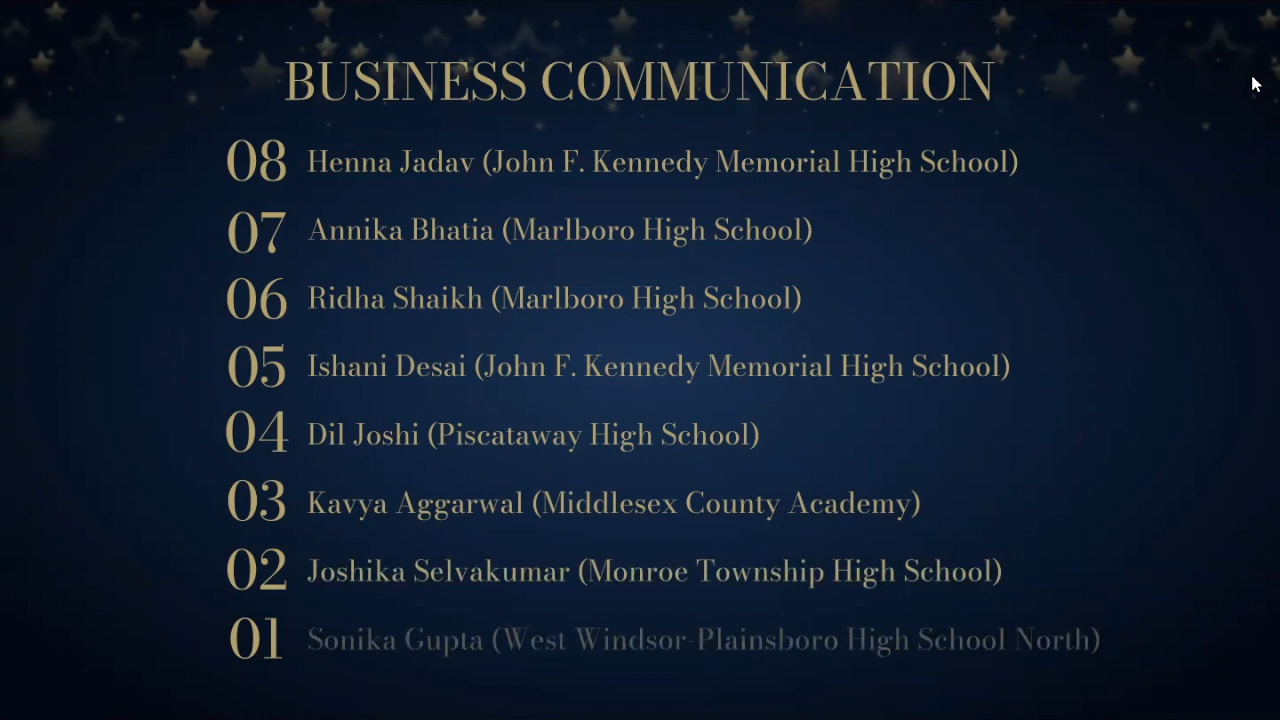 BUSINESS COMMUNICATION
08 Henna Jadav (John F. Kennedy Memorial High School)
07 Annika Bhatia (Marlboro High School)
06 Ridha Shaikh (Marlboro High School)
05 Ishani Desai (John F. Kennedy Memorial High School)
04 Dil Joshi (Piscataway High School)
03 Kavya Aggarwal (Middlesex County Academy)
02 Joshika Selvakumar (Monroe Township High School)
01 Sonika Gupta (West Windsor-Plainsboro High School North)